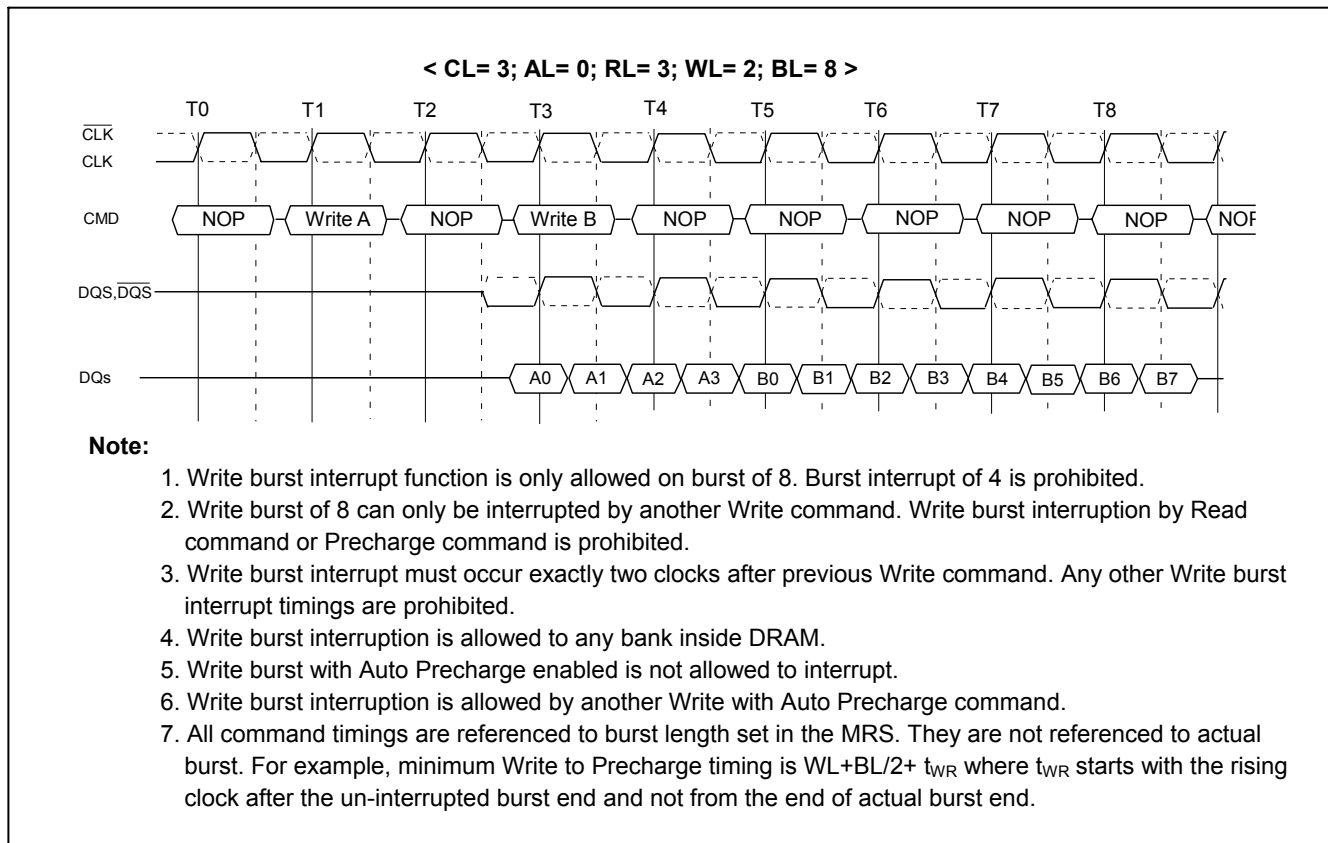 < CL= 3; AL= 0; RL= 3; WL= 2; BL= 8 >
T0 T1 T2 T3 T4 T5 T6 T7 T8
CLK
CLK
CMD NOP Write A NOP Write B NOP NOP NOP NOP NOP NOP
DQS,DQS
DQs A0 A1 A2 A3 B0 B1 B2 B3 B4 B5 B6 B7
Note:
1. Write burst interrupt function is only allowed on burst of 8. Burst interrupt of 4 is prohibited.
2. Write burst of 8 can only be interrupted by another Write command. Write burst interruption by Read
command or Precharge command is prohibited.
3. Write burst interrupt must occur exactly two clocks after previous Write command. Any other Write burst
interrupt timings are prohibited.
4. Write burst interruption is allowed to any bank inside DRAM.
5. Write burst with Auto Precharge enabled is not allowed to interrupt.
6. Write burst interruption is allowed by another Write with Auto Precharge command.
7. All command timings are referenced to burst length set in the MRS. They are not referenced to actual
burst. For example, minimum Write to Precharge timing is WL+BL/2+ tWR where tWR starts with the rising
clock after the un-interrupted burst end and not from the end of actual burst end.